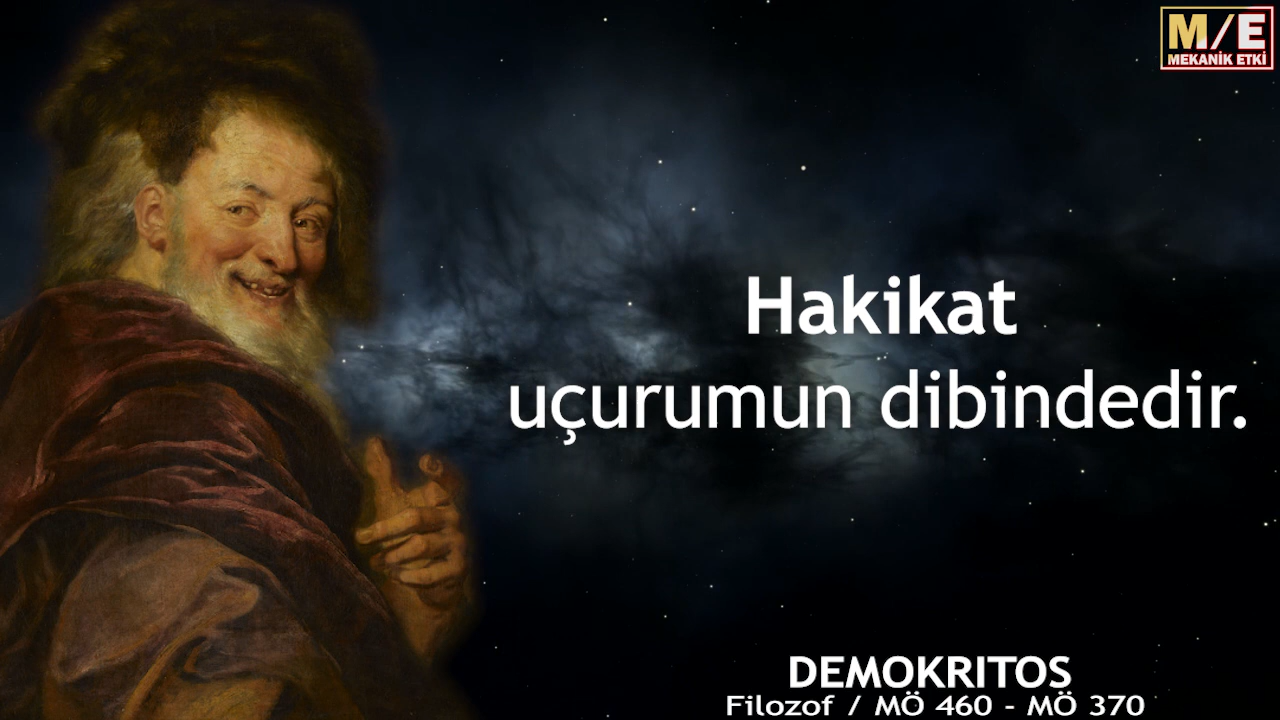 M/E
MEKANİK ETKİ
Hakikat
uçurumun dibindedir.
DEMOKRITOS
Filozof / MÖ 460 - MÖ 370